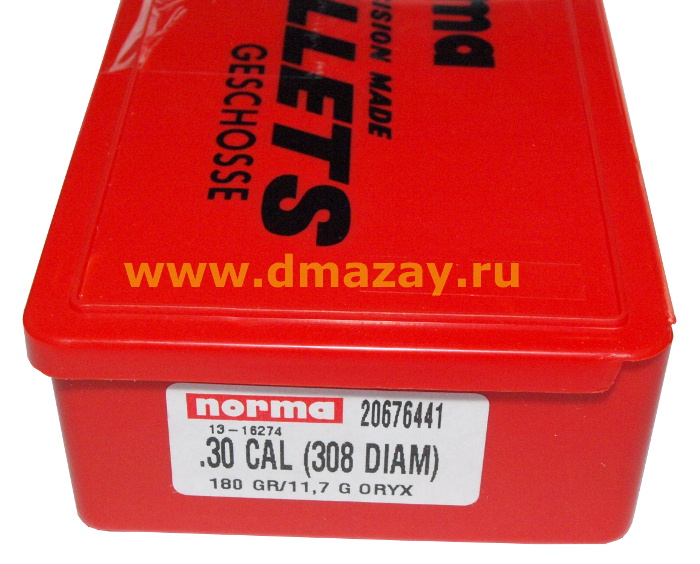 rma
ISION MADE
LLETS
GESCHOSSE
www.dmazay.ru
norma 20676441
13-16274
.30 CAL (308 DIAM)
180 GR/11,7 G ORYX